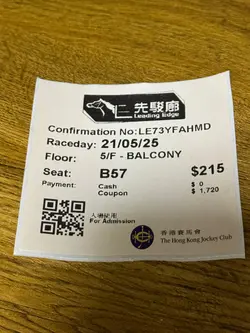 先駿廊
Leading Edge
Confirmation No:LE73YFAHMD
Raceday: 21/05/25
Floor: 5/F - BALCONY
Seat: B57 $215
Payment: Cash $ 0
Coupon $ 1,720
入場使用
For Admission
香港賽馬會
The Hong Kong Jockey Club